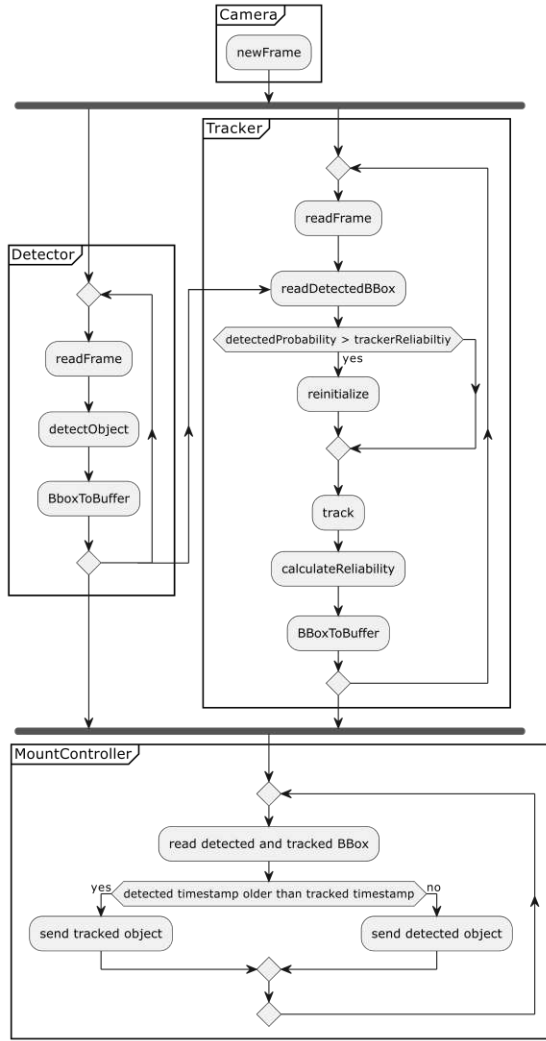 Camera
newFrame
Tracker
readFrame
readDetectedBBox
detectedProbability > trackerReliabiltiy
yes
reinitialize
track
calculateReliability
BBoxToBuffer
Detector
readFrame
detectObject
BboxToBuffer
MountController
read detected and tracked BBox
yes
detected timestamp older than tracked timestamp
no
send tracked object
send detected object